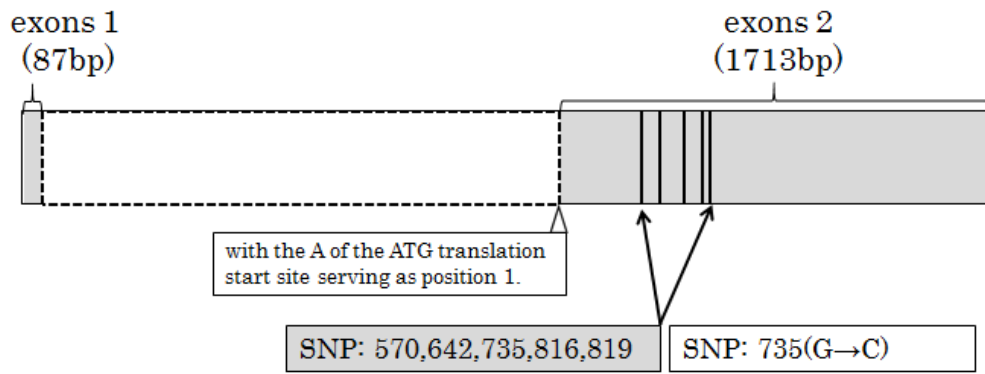 exons 1
(87bp)
exons 2
(1713bp)
with the A of the ATG translation
start site serving as position 1.
SNP: 570,642,735,816,819
SNP: 735(G→C)